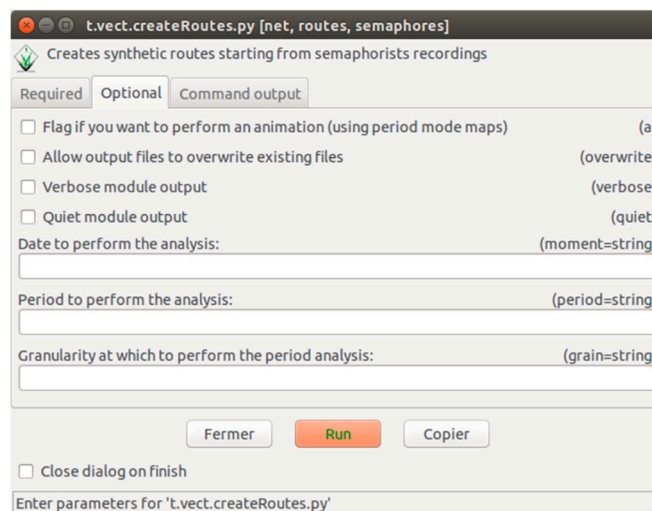 t.vect.createRoutes.py [net, routes, semaphores]
Creates synthetic routes starting from semaphorists recordings
Required Optional Command output
Flag if you want to perform an animation (using period mode maps) (a
Allow output files to overwrite existing files (overwrite
Verbose module output (verbose
Quiet module output (quiet
Date to perform the analysis: (moment=string
Period to perform the analysis: (period=string
Granularity at which to perform the period analysis: (grain=string
Fermer Run Copier
Close dialog on finish
Enter parameters for 't.vect.createRoutes.py'